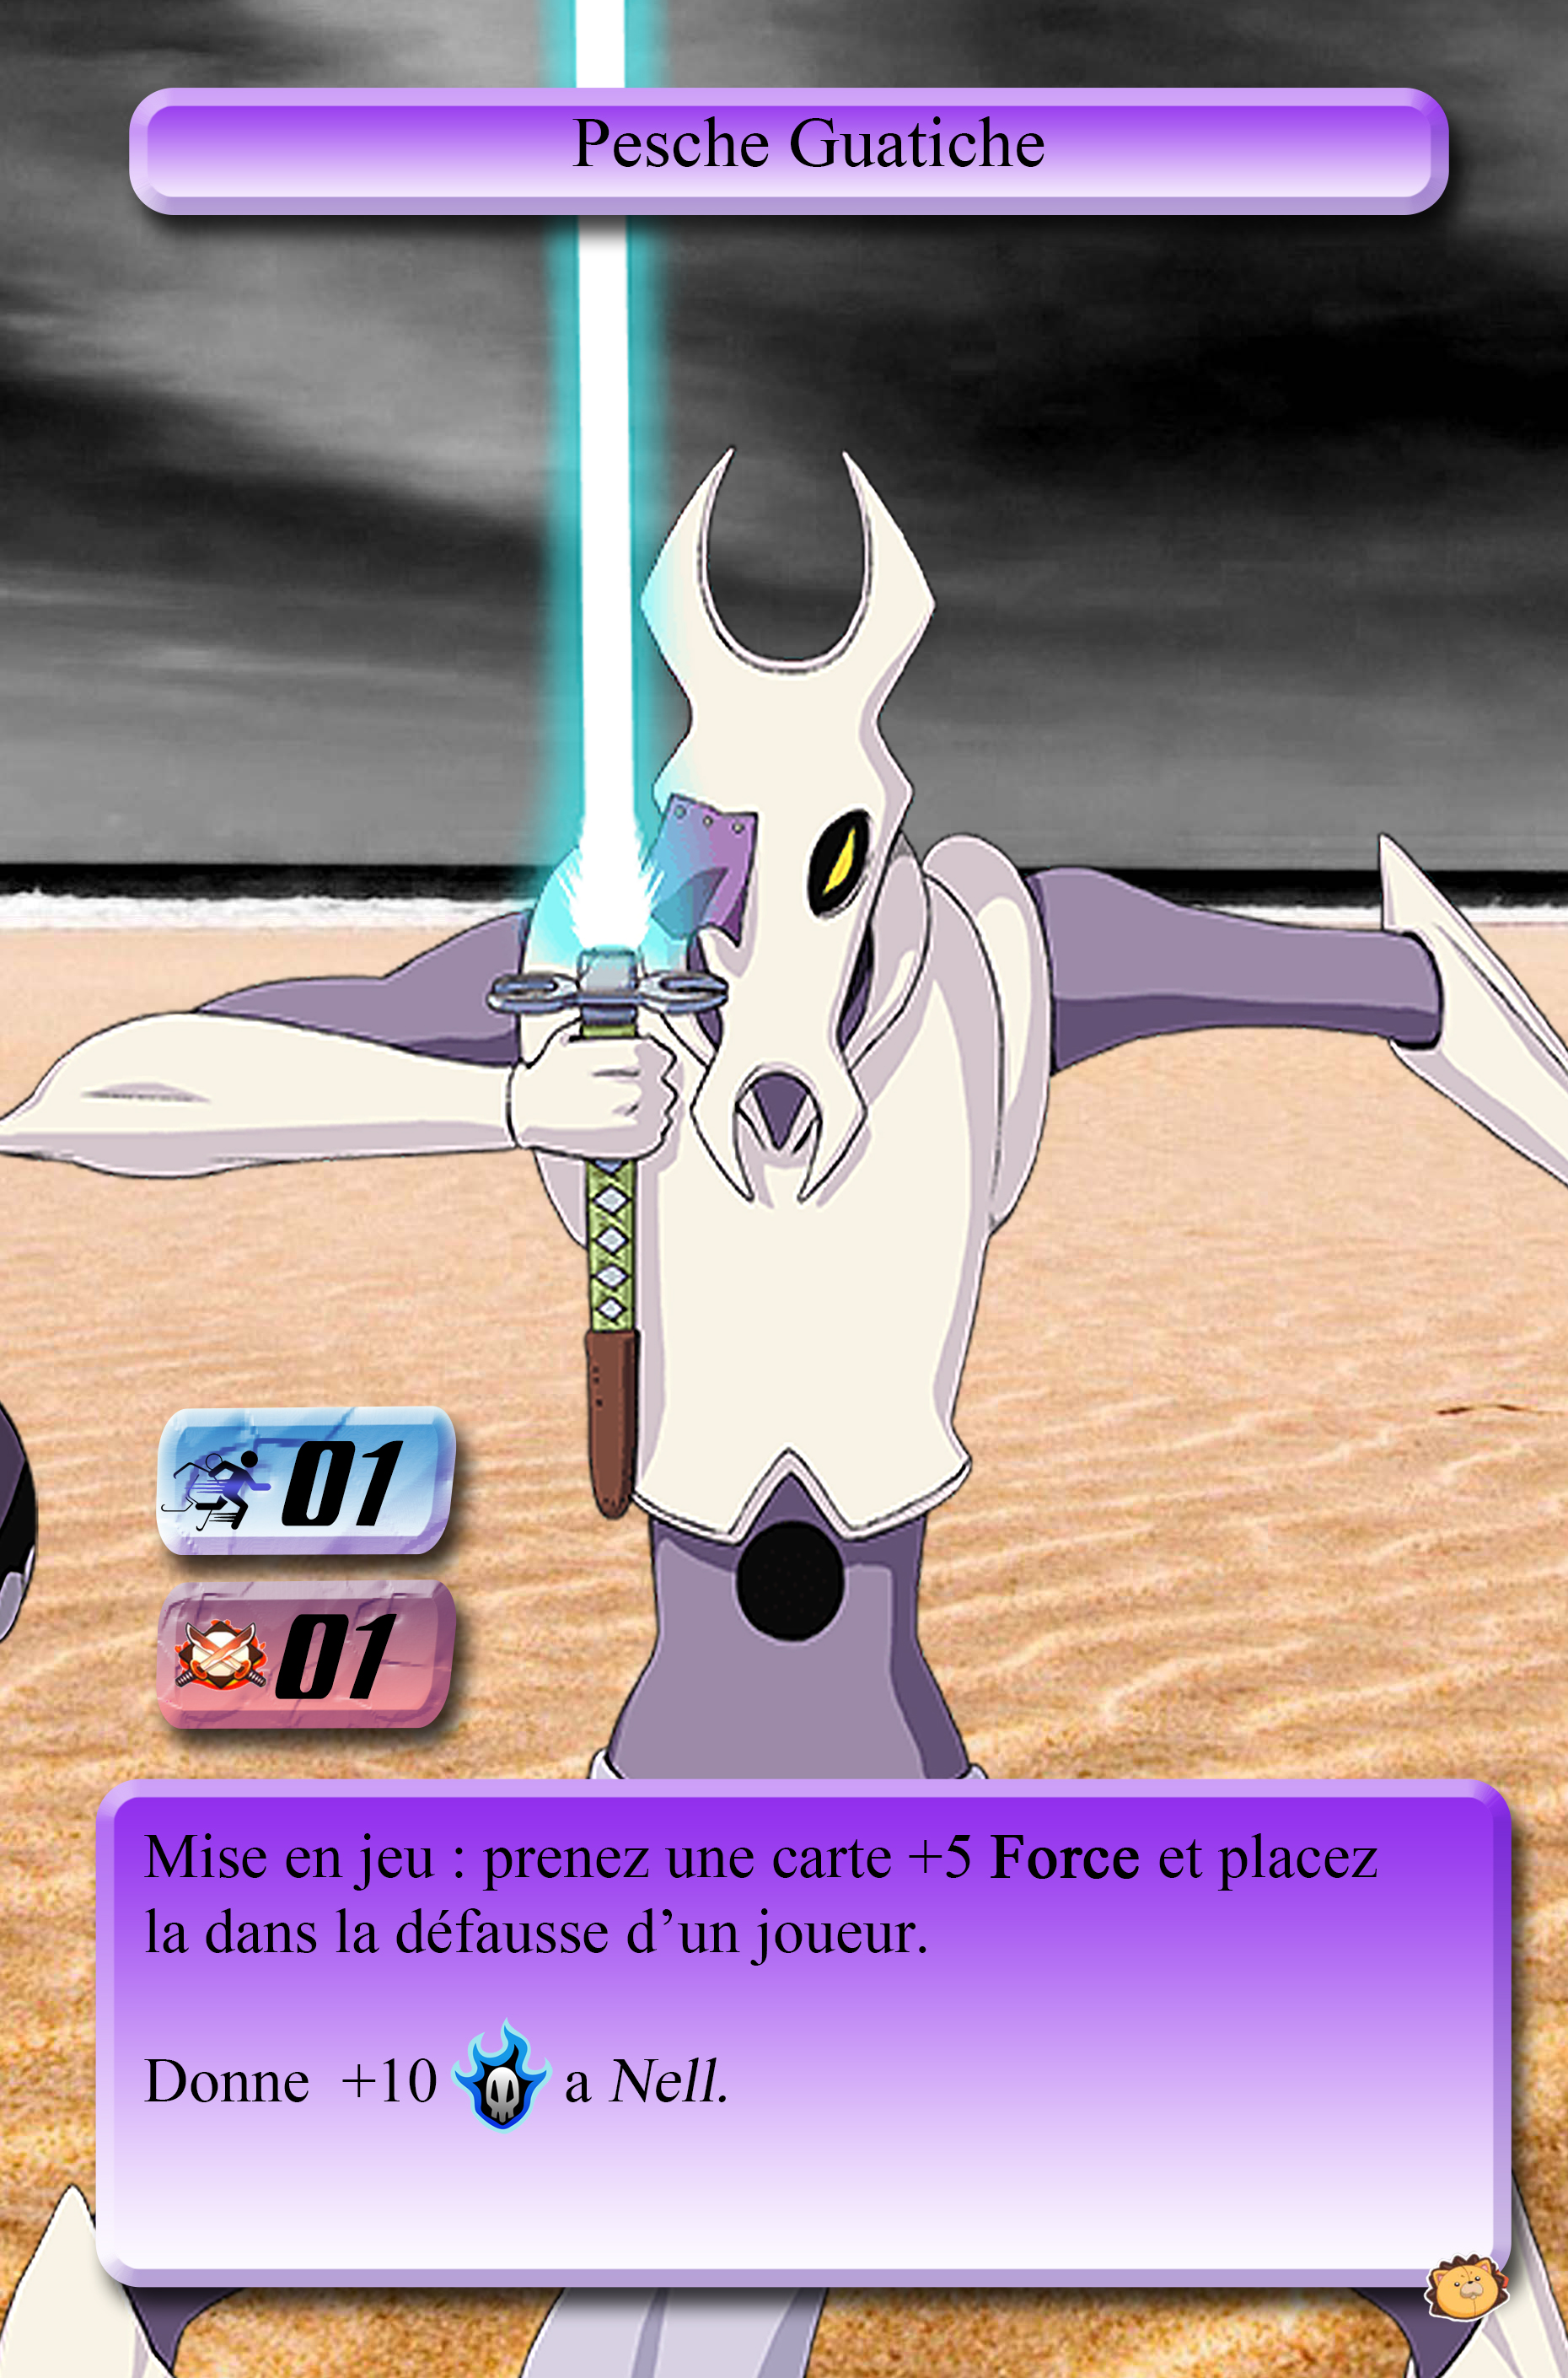 Pesche Guatiche
01
01
Mise en jeu : prenez une carte +5 Force et placez
la dans la défausse d’un joueur.
Donne +10 a Nell.